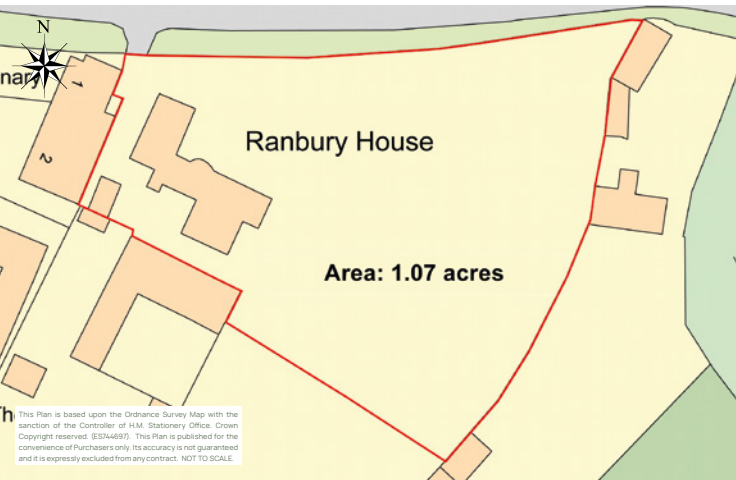 N
nary
1
2
Ranbury House
Area: 1.07 acres
This Plan is based upon the Ordnance Survey Map with the
sanction of the Controller of H.M. Stationery Office. Crown
Copyright reserved. (ES744697). This Plan is published for the
convenience of Purchasers only. Its accuracy is not guaranteed
and it is expressly excluded from any contract. NOT TO SCALE.